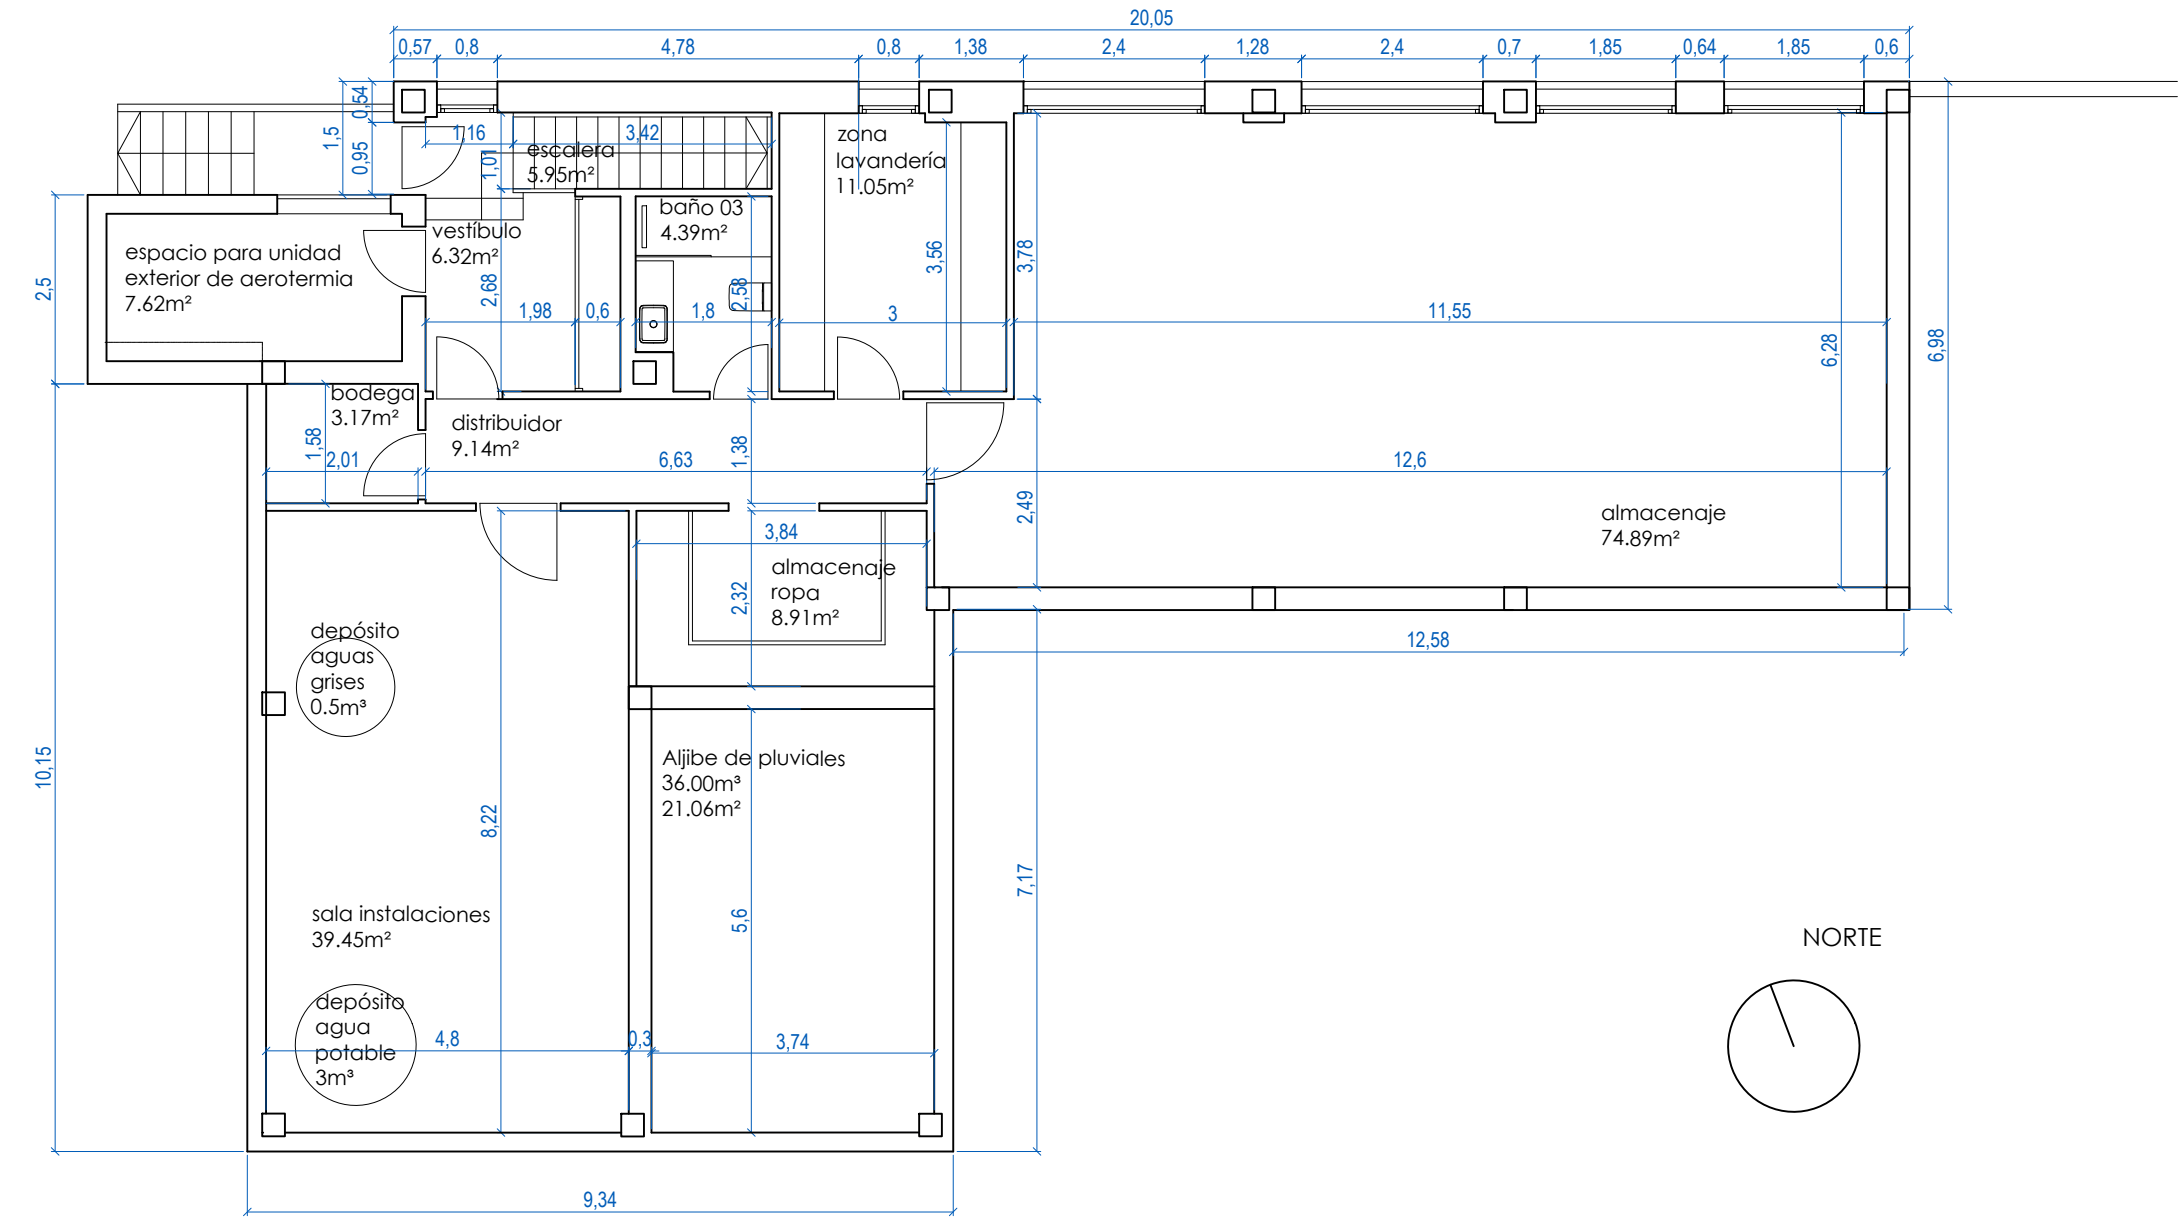 20,05
0,57 0,8 4,78 0,8 1,38 2,4 1,28 2,4 0,7 1,85 0,64 1,85 0,6
0,54
1,5
0,95
1,16
3,42
1,01
escalera
5.95m²
zona
lavandería
11.05m²
baño 03
4.39m²
vestíbulo
6.32m²
espacio para unidad
exterior de aerotermia
7.62m²
2,5
2,68
2,58
3,56
3,78
1,98 0,6 1,8 3 11,55
6,28
6,98
bodega
3.17m²
distribuidor
9.14m²
1,58
2,01
6,63
1,38
12,6
2,49
almacenaje
74.89m²
3,84
almacenaje
ropa
8.91m²
2,32
12,58
depósito
aguas
grises
0.5m³
10,15
8,22
Aljibe de pluviales
36.00m³
21.06m²
5,6
7,17
sala instalaciones
39.45m²
NORTE
depósito
agua
potable
3m³
4,8 0,3 3,74
9,34